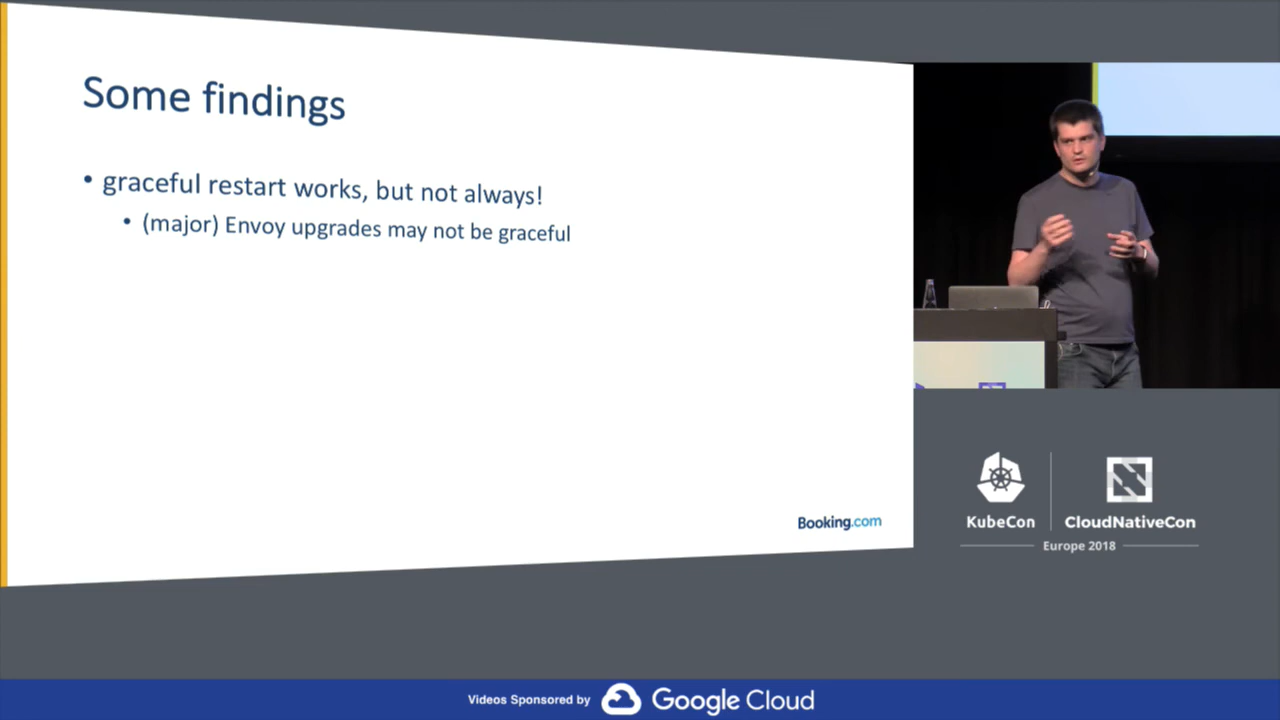 Some findings
• graceful restart works, but not always!
• (major) Envoy upgrades may not be graceful
Booking.com
KubeCon
CloudNativeCon
Europe 2018
Videos Sponsored by Google Cloud